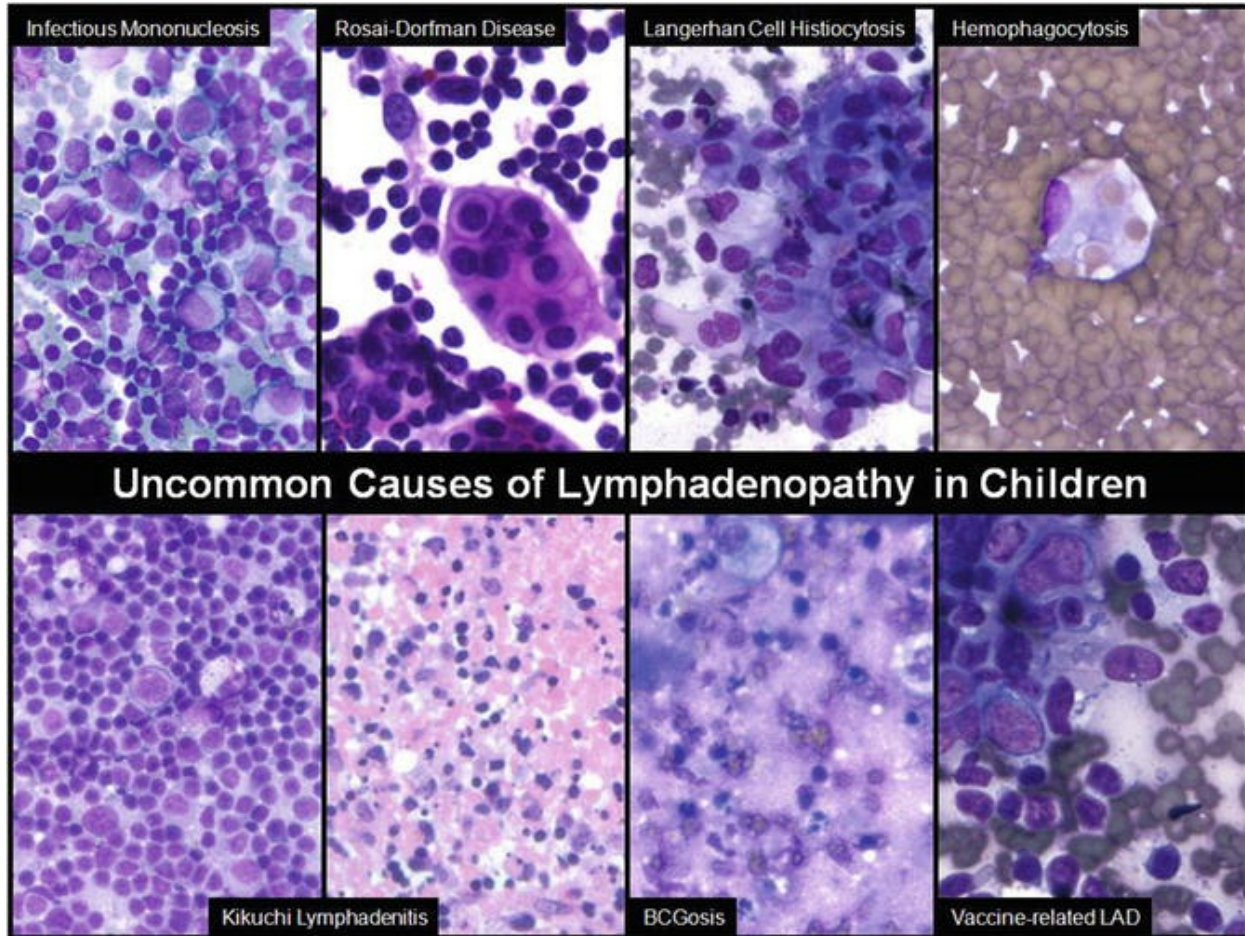 Infectious Mononucleosis
Rosai-Dorfman Disease
Langerhan Cell Histiocytosis
Hemophagocytosis
Uncommon Causes of Lymphadenopathy in Children
Kikuchi Lymphadenitis
BCGosis
Vaccine-related LAD